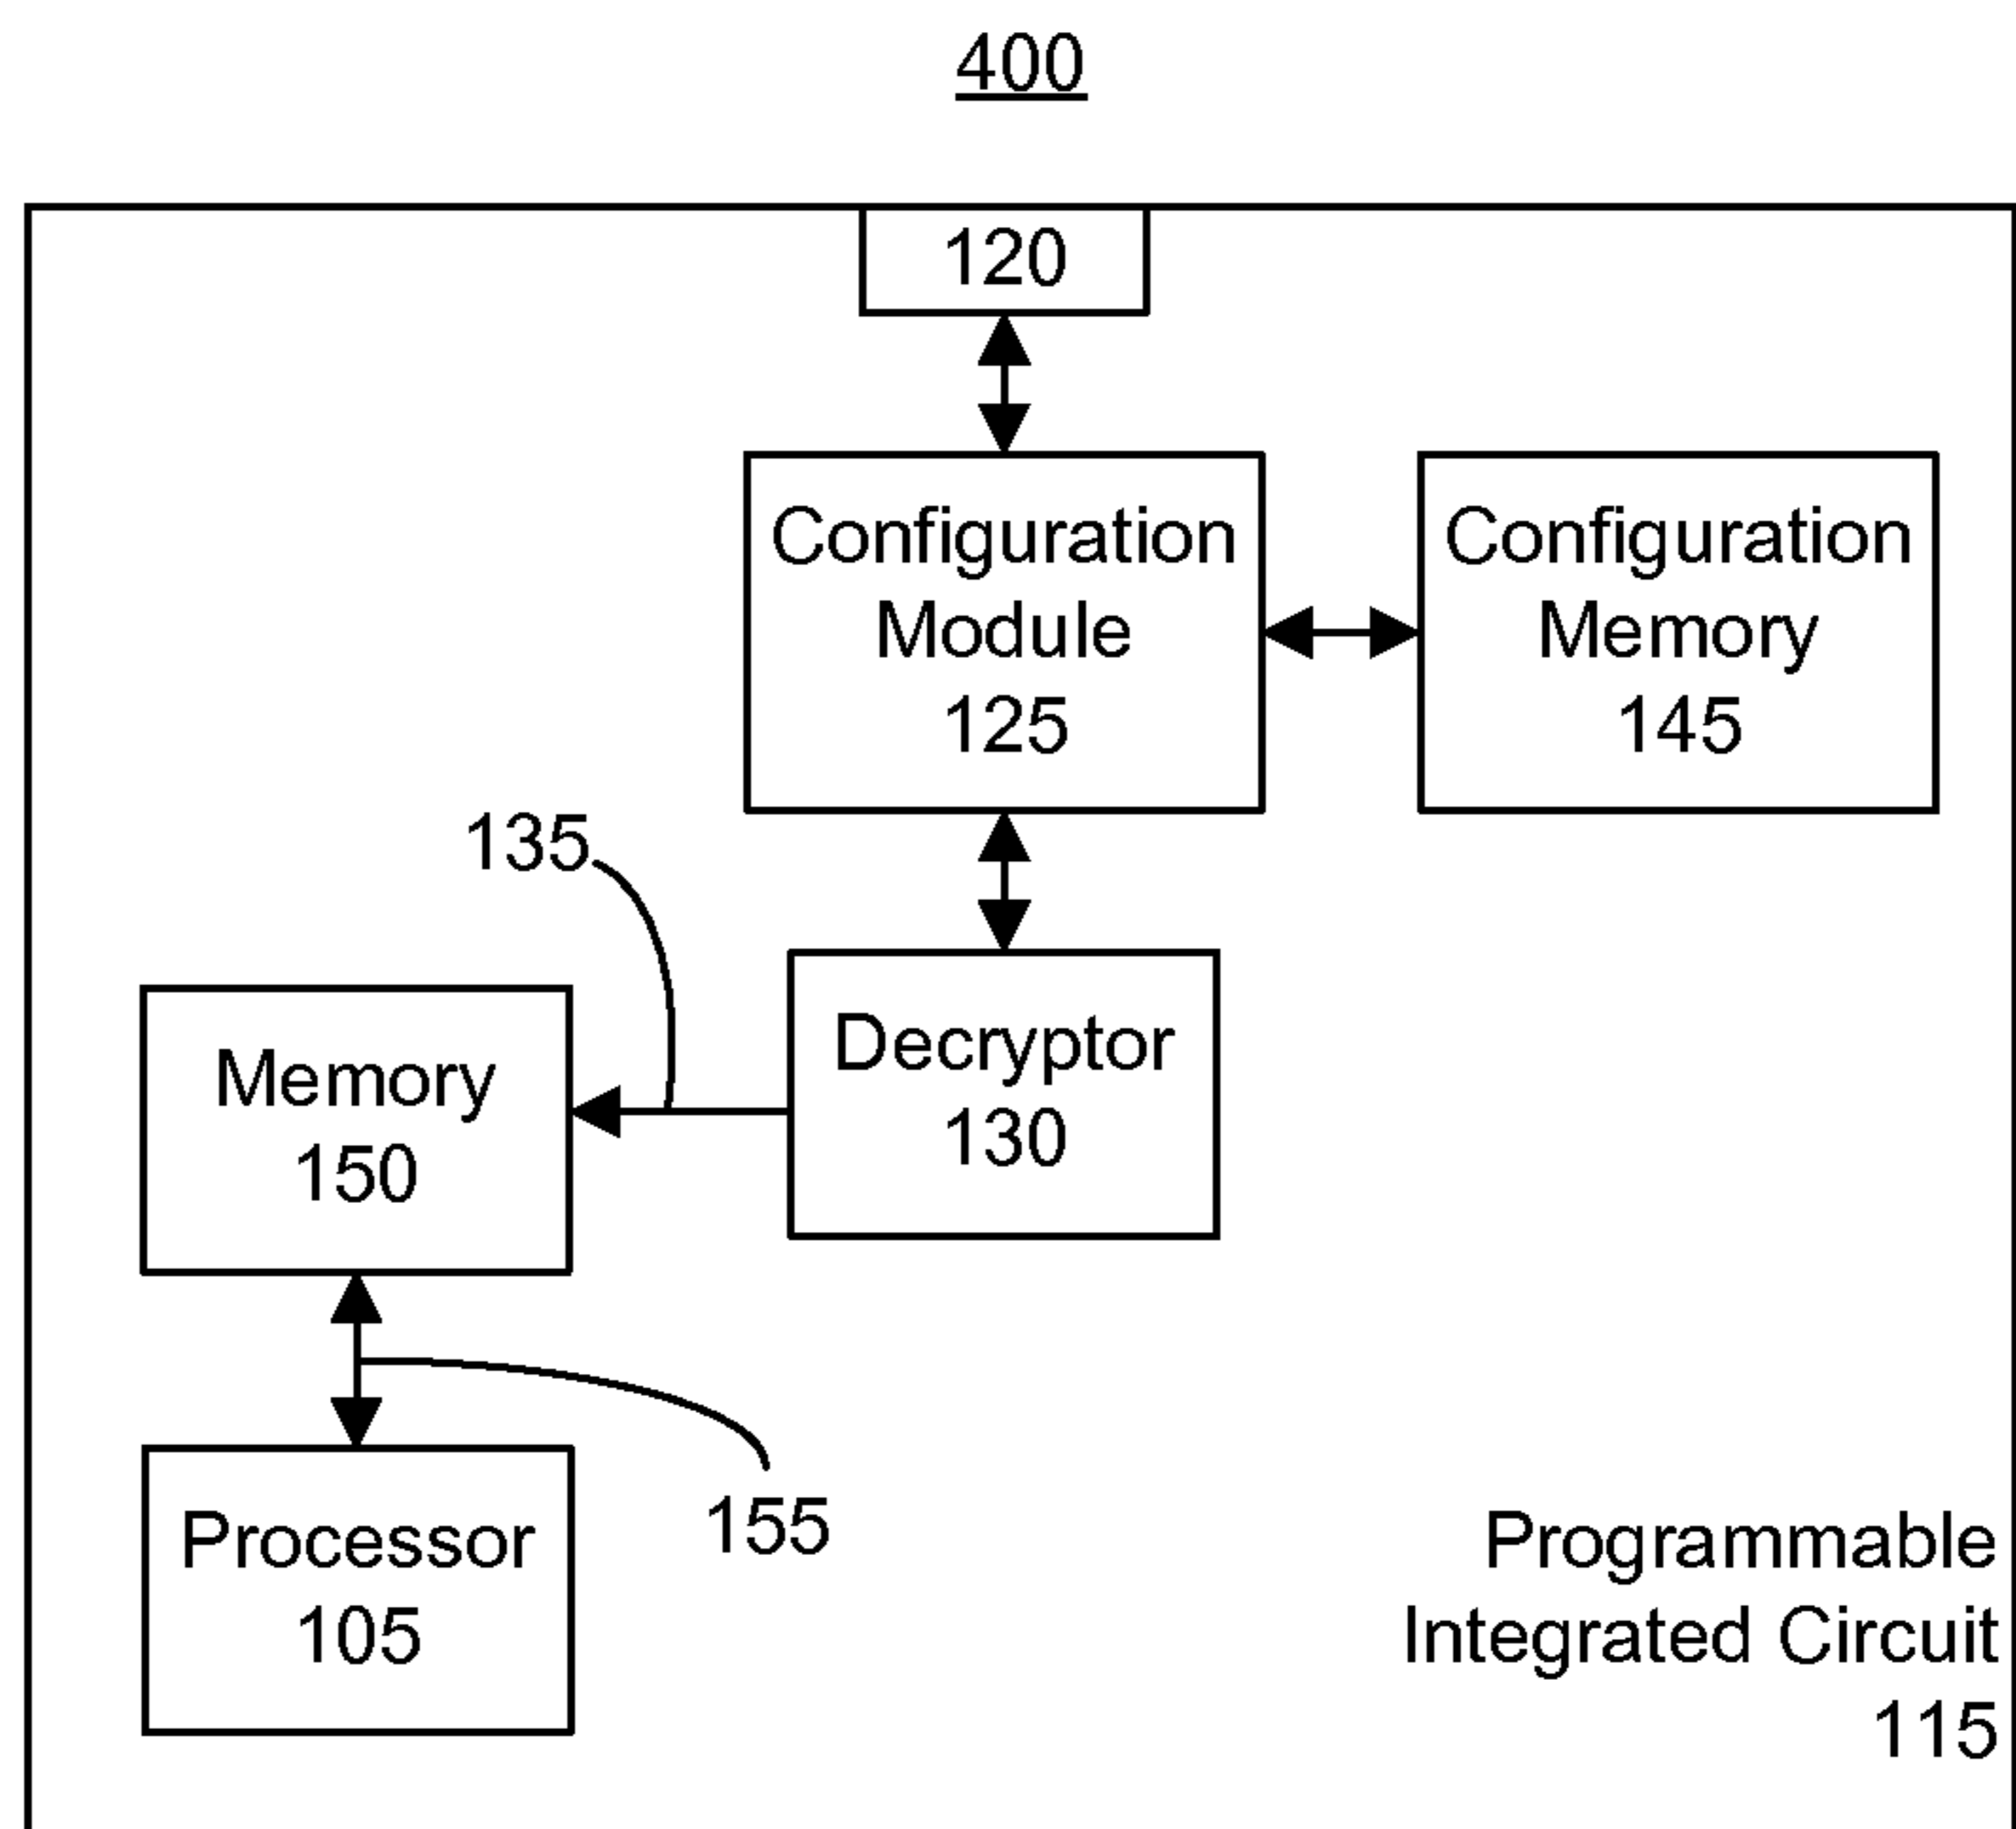 400
120
Configuration
Module
125
Configuration
Memory
145
135
Memory
150
Decryptor
130
155
Processor
105
Programmable
Integrated Circuit
115